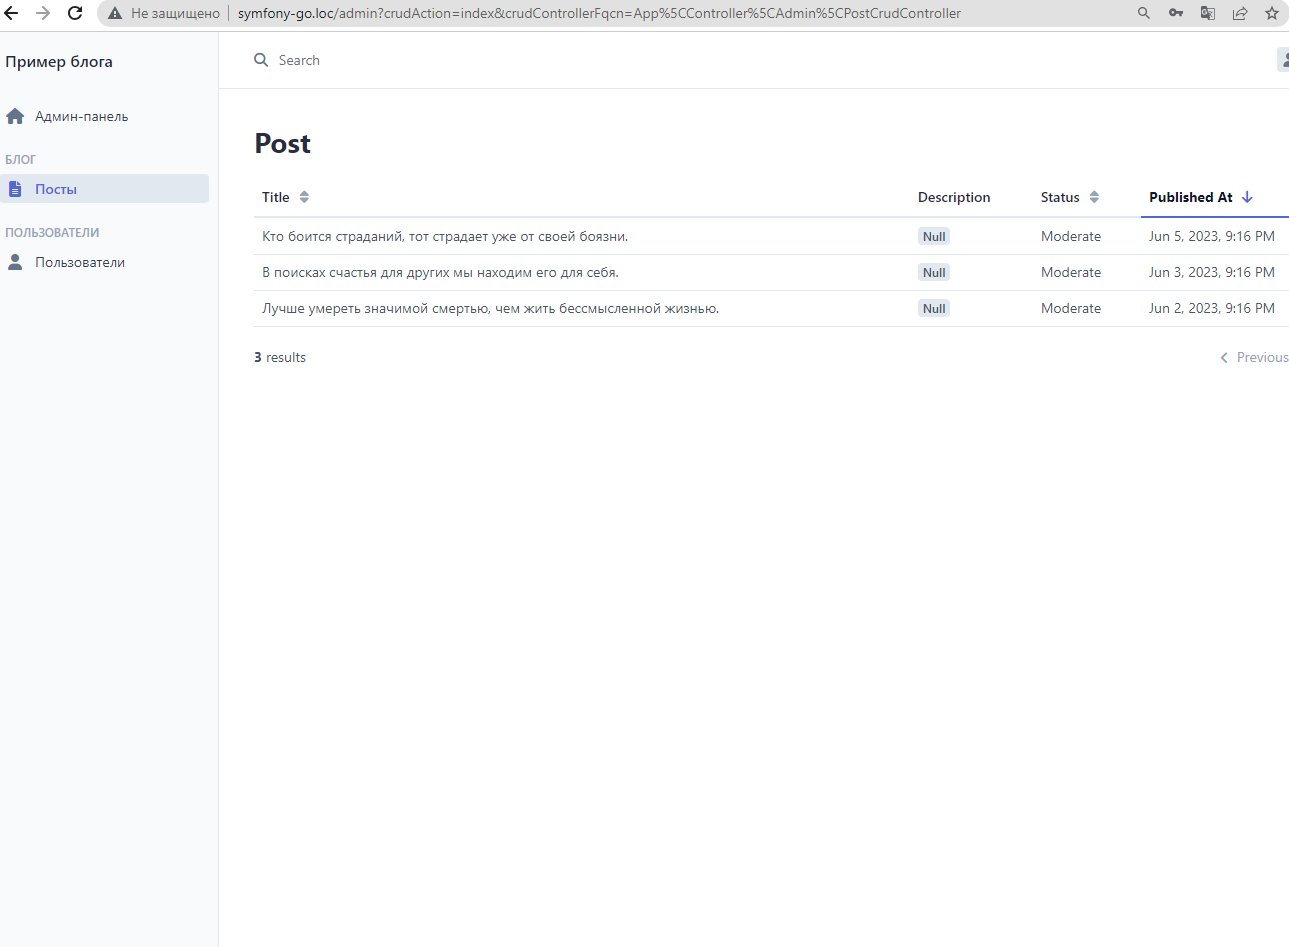 Не защищено symfony-go.loc/admin?crudAction=index&crudControllerFqcn=App%5CController%5CAdmin%5CPostCrudController
Пример блога
Search
Админ-панель
БЛОГ
Посты
ПОЛЬЗОВАТЕЛИ
Пользователи
Post
Title Description Status Published At
Кто боится страданий, тот страдает уже от своей боязни. Null Moderate Jun 5, 2023, 9:16 PM
В поисках счастья для других мы находим его для себя. Null Moderate Jun 3, 2023, 9:16 PM
Лучше умереть значимой смертью, чем жить бессмысленной жизнью. Null Moderate Jun 2, 2023, 9:16 PM
3 results Previous